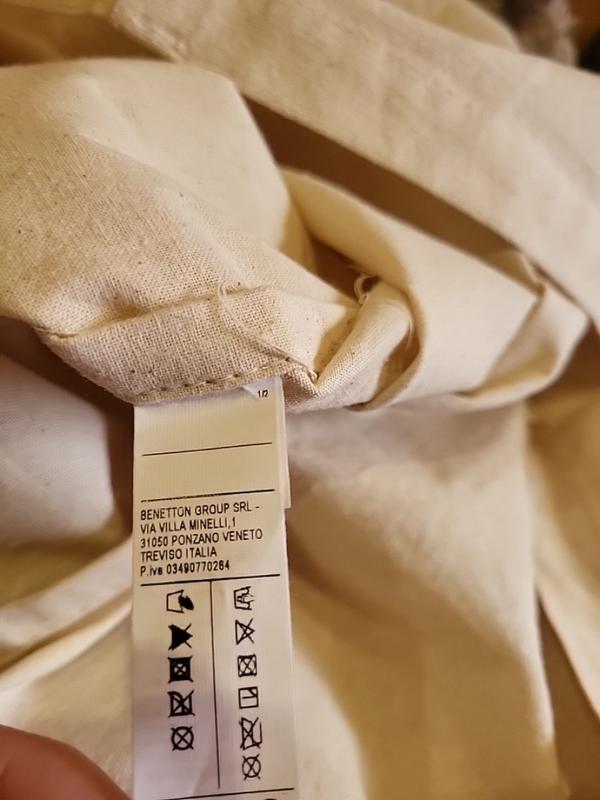 1/2
BENETTON GROUP SRL -
VIA VILLA MINELLI,1
31050 PONZANO VENETO
TREVISO ITALIA
P.iva 03490770264